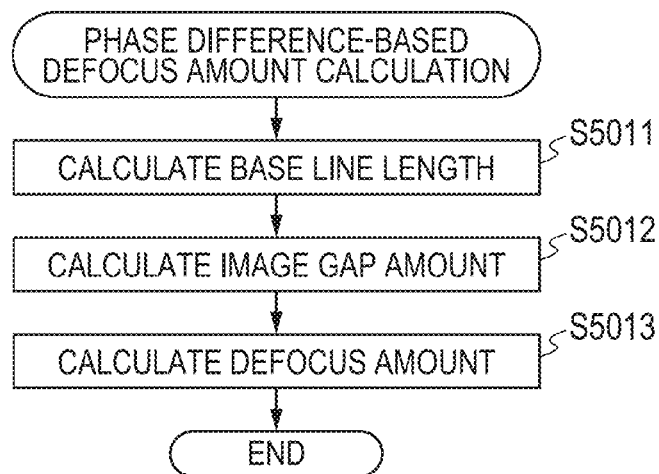 PHASE DIFFERENCE-BASED
DEFOCUS AMOUNT CALCULATION
S5011
CALCULATE BASE LINE LENGTH
S5012
CALCULATE IMAGE GAP AMOUNT
S5013
CALCULATE DEFOCUS AMOUNT
END